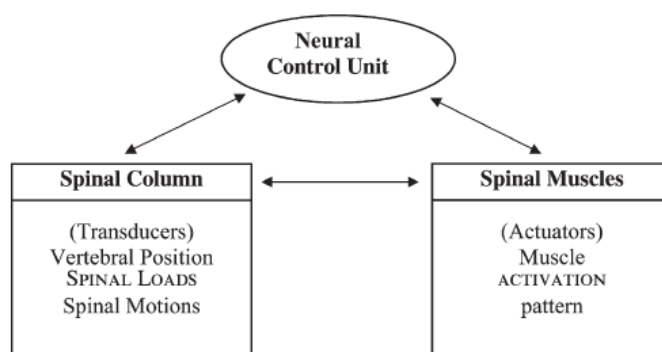 Neural
Control Unit
Spinal Column
(Transducers)
Vertebral Position
SPINAL LOADS
Spinal Motions
Spinal Muscles
(Actuators)
Muscle
ACTIVATION
pattern